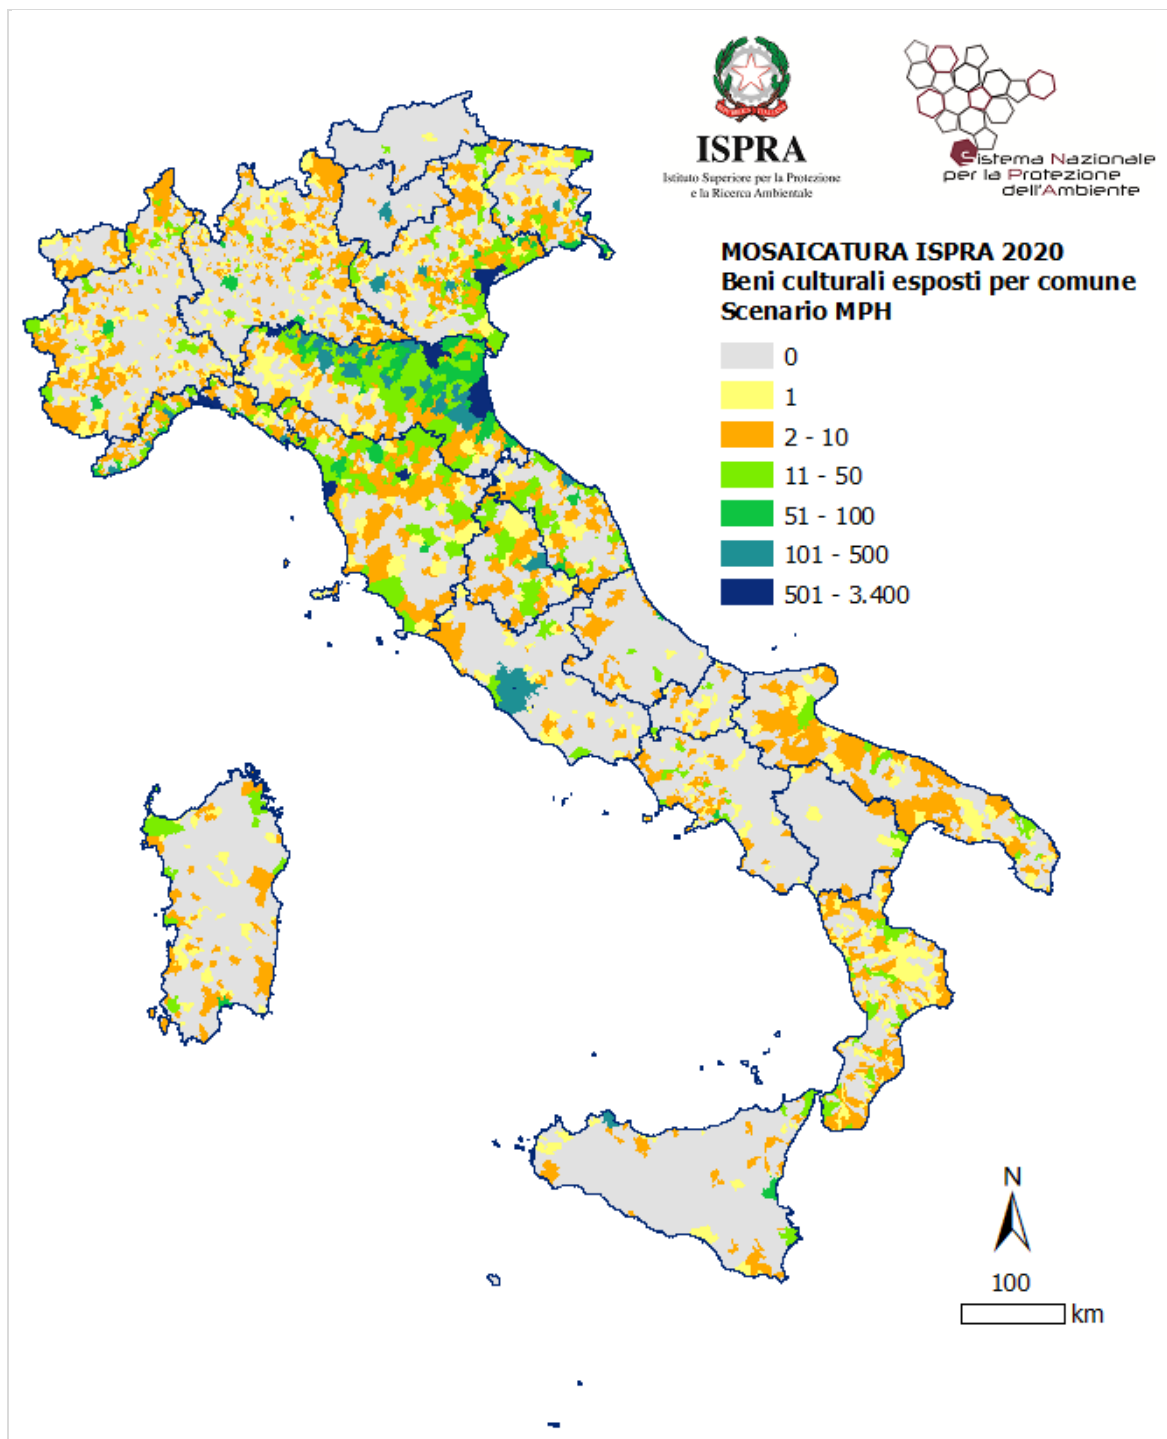 ISPRA
Istituto Superiore per la Protezione
e la Ricerca Ambientale
Sistema Nazionale
per la Protezione
dell'Ambiente
MOSAICATURA ISPRA 2020
Beni culturali esposti per comune
Scenario MPH
0
1
2 - 10
11 - 50
51 - 100
101 - 500
501 - 3.400
N
100
km